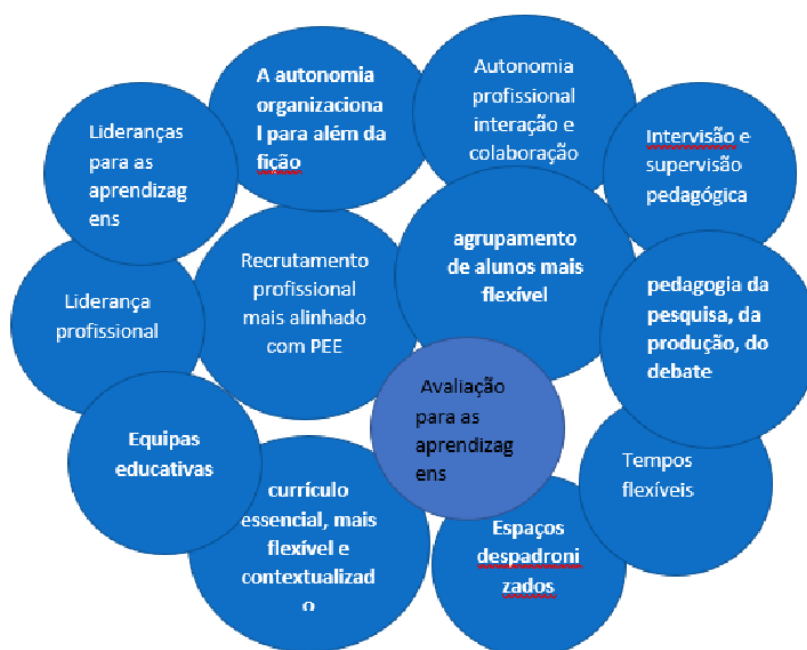 A autonomia
organizaciona
l para além da
fição
Autonomia
profissional
interação e
colaboração
Lideranças
para as
aprendizag
ens
Intervisão e
supervisão
pedagógica
agrupamento
de alunos mais
flexível
Recrutamento
profissional
mais alinhado
com PEE
Liderança
profissional
pedagogia da
pesquisa, da
produção, do
debate
Avaliação
para as
aprendizag
ens
Equipas
educativas
Tempos
flexíveis
currículo
essencial, mais
flexível e
contextualizad
o
Espaços
despadroni
zados